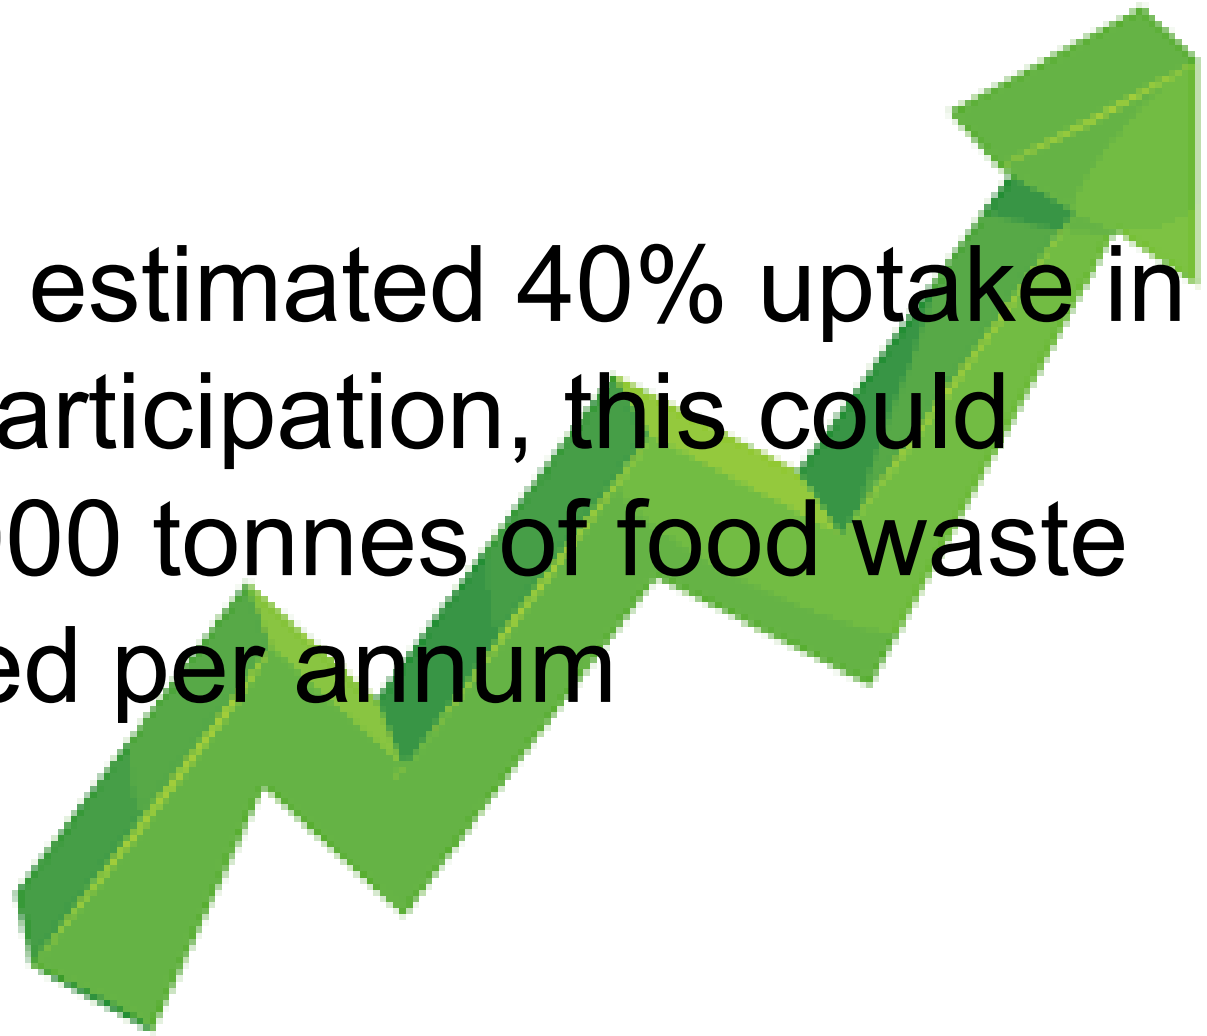 estimated 40% uptake in
articipation, this could
00 tonnes of food waste
ed per annum